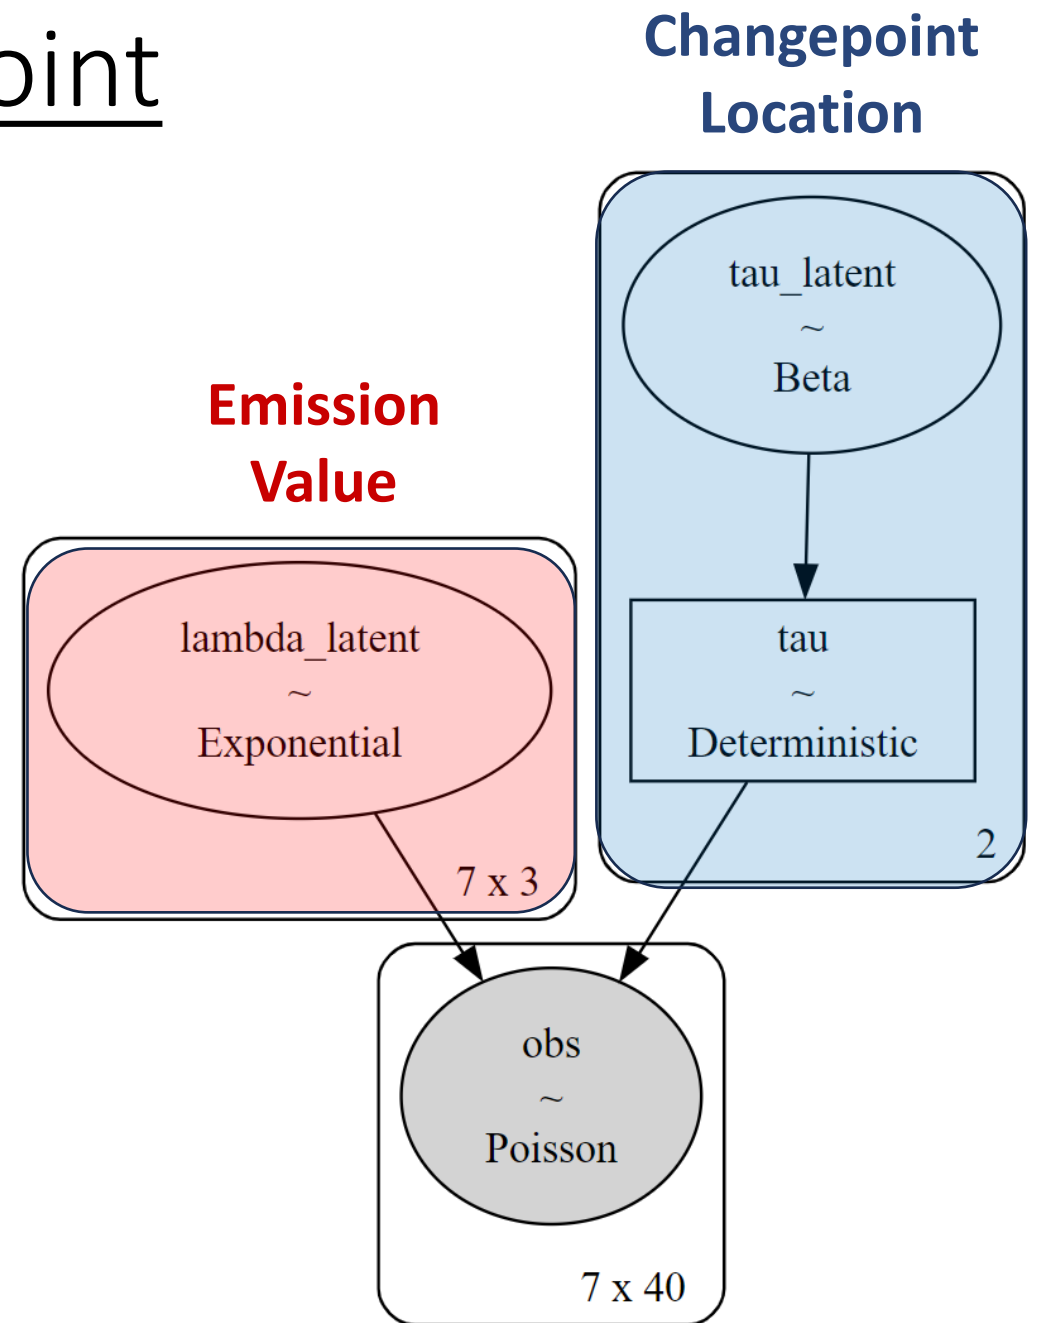 oint
Changepoint
Location
tau_latent
~
Beta
Emission
Value
lambda_latent
~
Exponential
7 x 3
tau
~
Deterministic
2
obs
~
Poisson
7 x 40